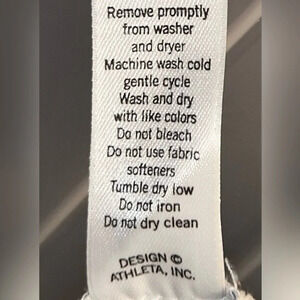 Remove promptly
from washer
and dryer
Machine wash cold
gentle cycle
Wash and dry
with like colors
Do not bleach
Do not use fabric
softeners
Tumble dry low
Do not iron
Do not dry clean
DESIGN ©
ATHLETA, INC.